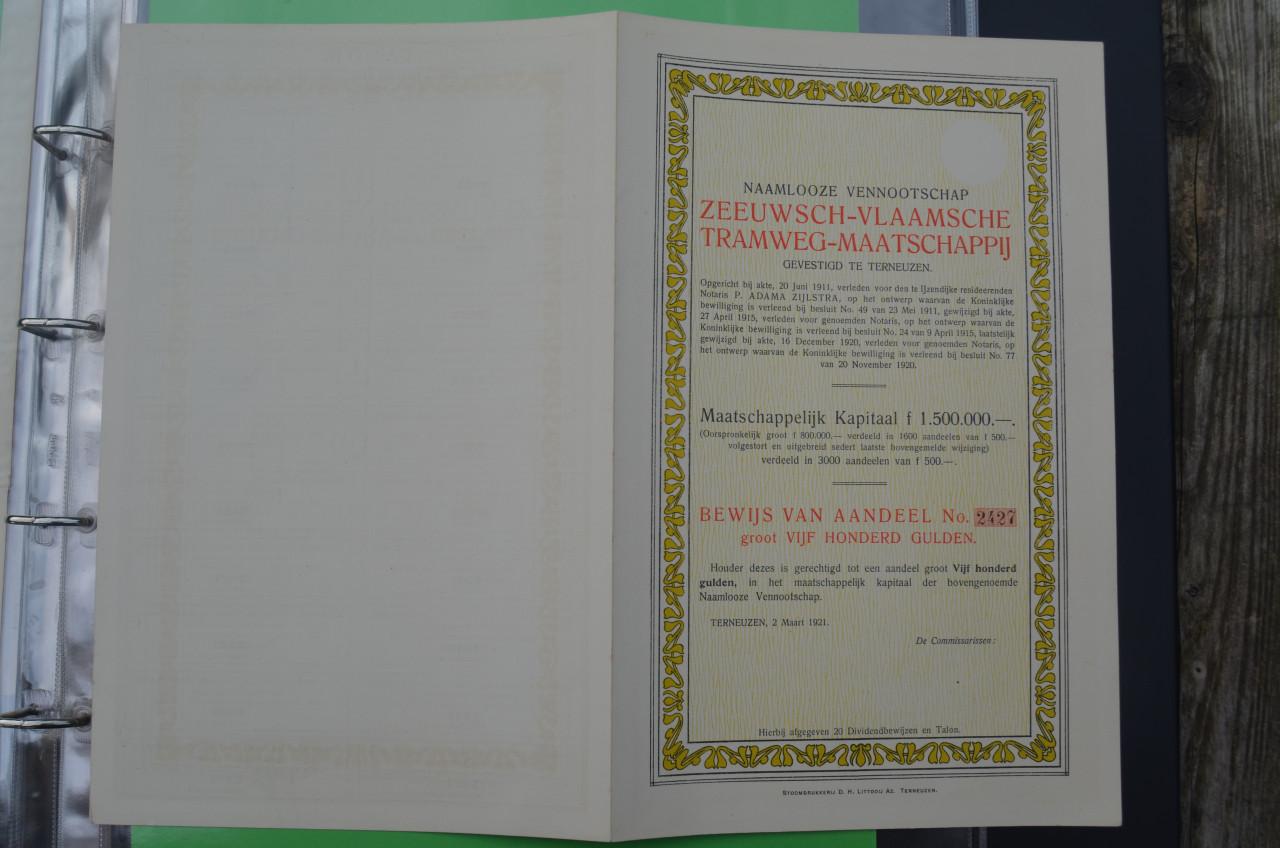 NAAMLOOZE VENNOOTSCHAP
ZEEUWSCH-VLAAMSCHE
TRAMWEG-MAATSCHAPPIJ
GEVESTIGD TE TERNEUZEN.
Opgericht bij akte, 20 Juni 1911, verleden voor den te IJzendijke resideerenden
Notaris P. ADAMA ZIJLSTRA, op het ontwerp waarvan de Koninklijke
bewilliging is verleend bij besluit No. 49 van 23 Mei 1911, gewijzigd bij akte,
27 April 1915, verleden voor genoemden Notaris, op het ontwerp waarvan de
Koninklijke bewilliging is verleend bij besluit No. 24 van 9 April 1915, laatstelijk
gewijzigd bij akte, 16 December 1920, verleden voor genoemden Notaris, op
het ontwerp waarvan de Koninklijke bewilliging is verleend bij besluit No. 77
van 20 November 1920.
Maatschappelijk Kapitaal f 1.500.000.—.
(Oorspronkelijk groot f 800.000.— verdeeld in 1600 aandeelen van f 500.—
volgestort en uitgebreid sedert laatste bovengemelde wijziging)
verdeeld in 3000 aandeelen van f 500.—.
BEWIJS VAN AANDEEL No. 2427
groot VIJF HONDERD GULDEN.
Houder dezes is gerechtigd tot een aandeel groot Vijf honderd
gulden, in het maatschappelijk kapitaal der bovengenoemde
Naamlooze Vennootschap.
TERNEUZEN, 2 Maart 1921.
De Commissarissen:
Hierbij afgegeven 20 Dividendbewijzen en Talon.
STOOMDRUKKERIJ D. H. LITTOOIJ AZ. TERNEUZEN.